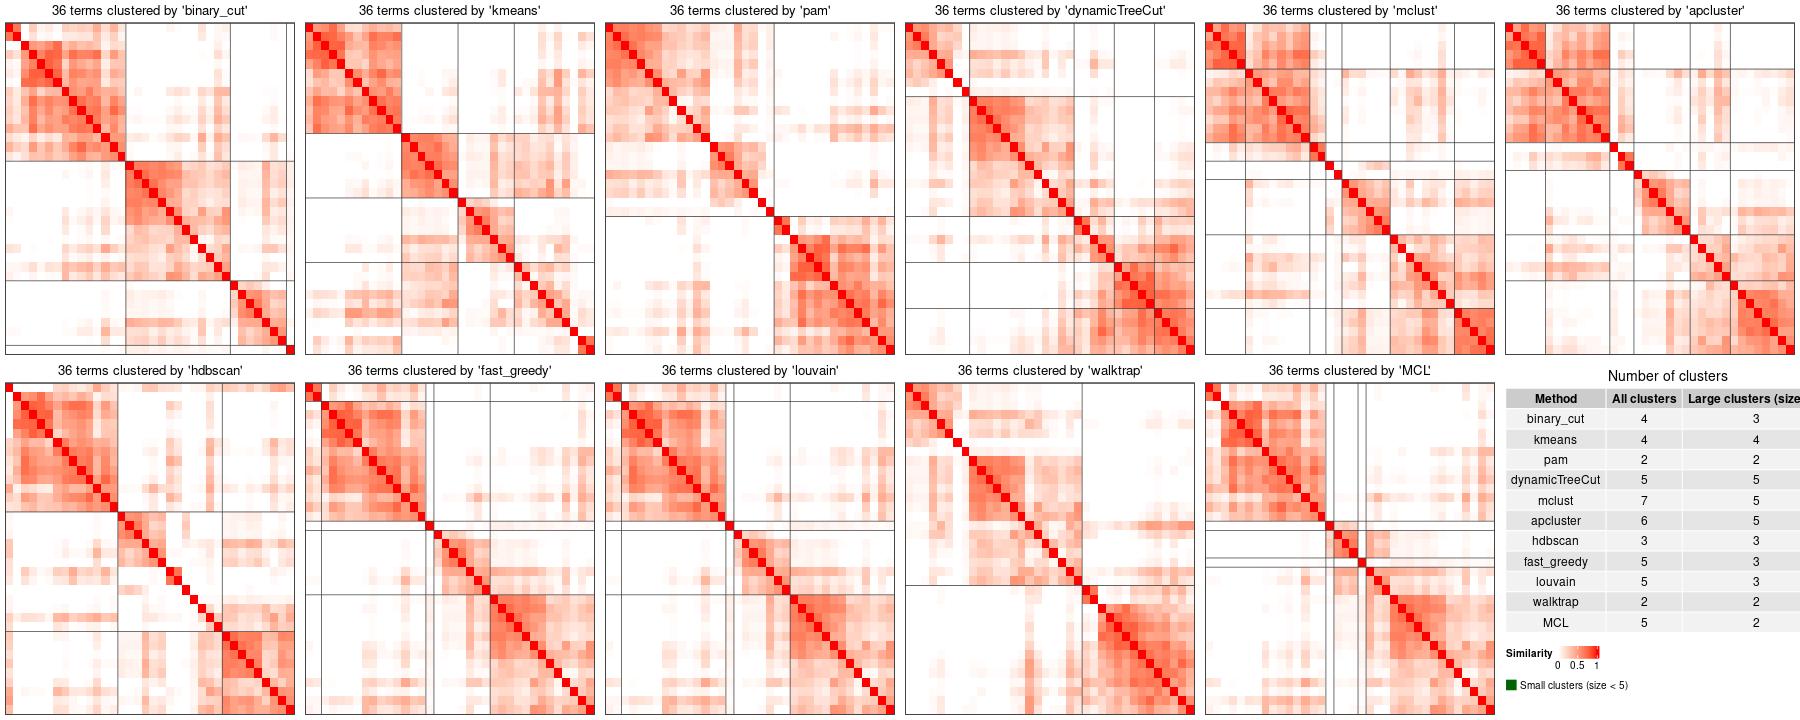 36 terms clustered by 'binary_cut'
36 terms clustered by 'kmeans'
36 terms clustered by 'pam'
36 terms clustered by 'dynamicTreeCut'
36 terms clustered by 'mclust'
36 terms clustered by 'apcluster'
36 terms clustered by 'hdbscan'
36 terms clustered by 'fast_greedy'
36 terms clustered by 'louvain'
36 terms clustered by 'walktrap'
36 terms clustered by 'MCL'
Number of clusters
Method All clusters Large clusters (size
binary_cut 4 3
kmeans 4 4
pam 2 2
dynamicTreeCut 5 5
mclust 7 5
apcluster 6 5
hdbscan 3 3
fast_greedy 5 3
louvain 5 3
walktrap 2 2
MCL 5 2
Similarity
0 0.5 1
Small clusters (size < 5)